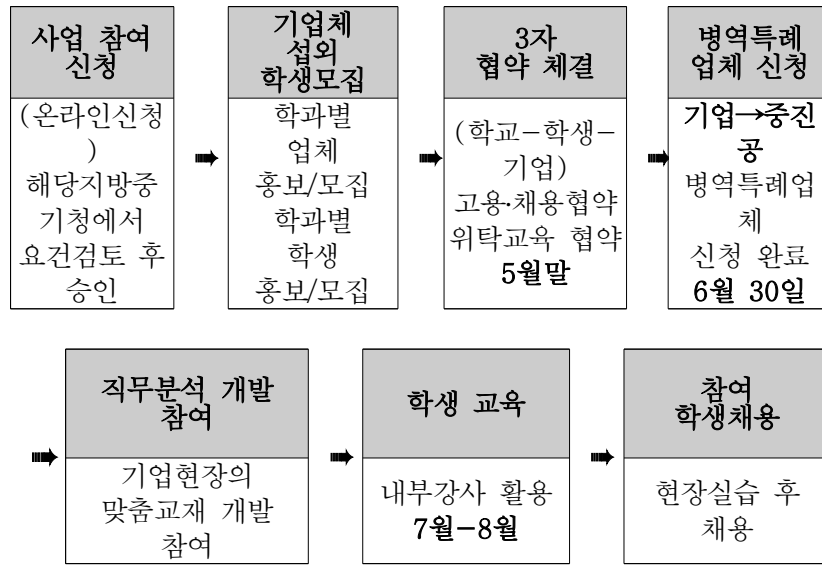 사업 참여
신청
(온라인신청
)
해당지방중
기청에서
요건검토 후
승인
기업체
섭외
학생모집
학과별
업체
홍보/모집
학과별
학생
홍보/모집
3자
협약 체결
(학교-학생-
기업)
고용·채용협약
위탁교육 협약
5월말
병역특례
업체 신청
기업→중진
공
병역특례업
체
신청 완료
6월 30일
직무분석 개발
참여
기업현장의
맞춤교재 개발
참여
학생 교육
내부강사 활용
7월-8월
참여
학생채용
현장실습 후
채용